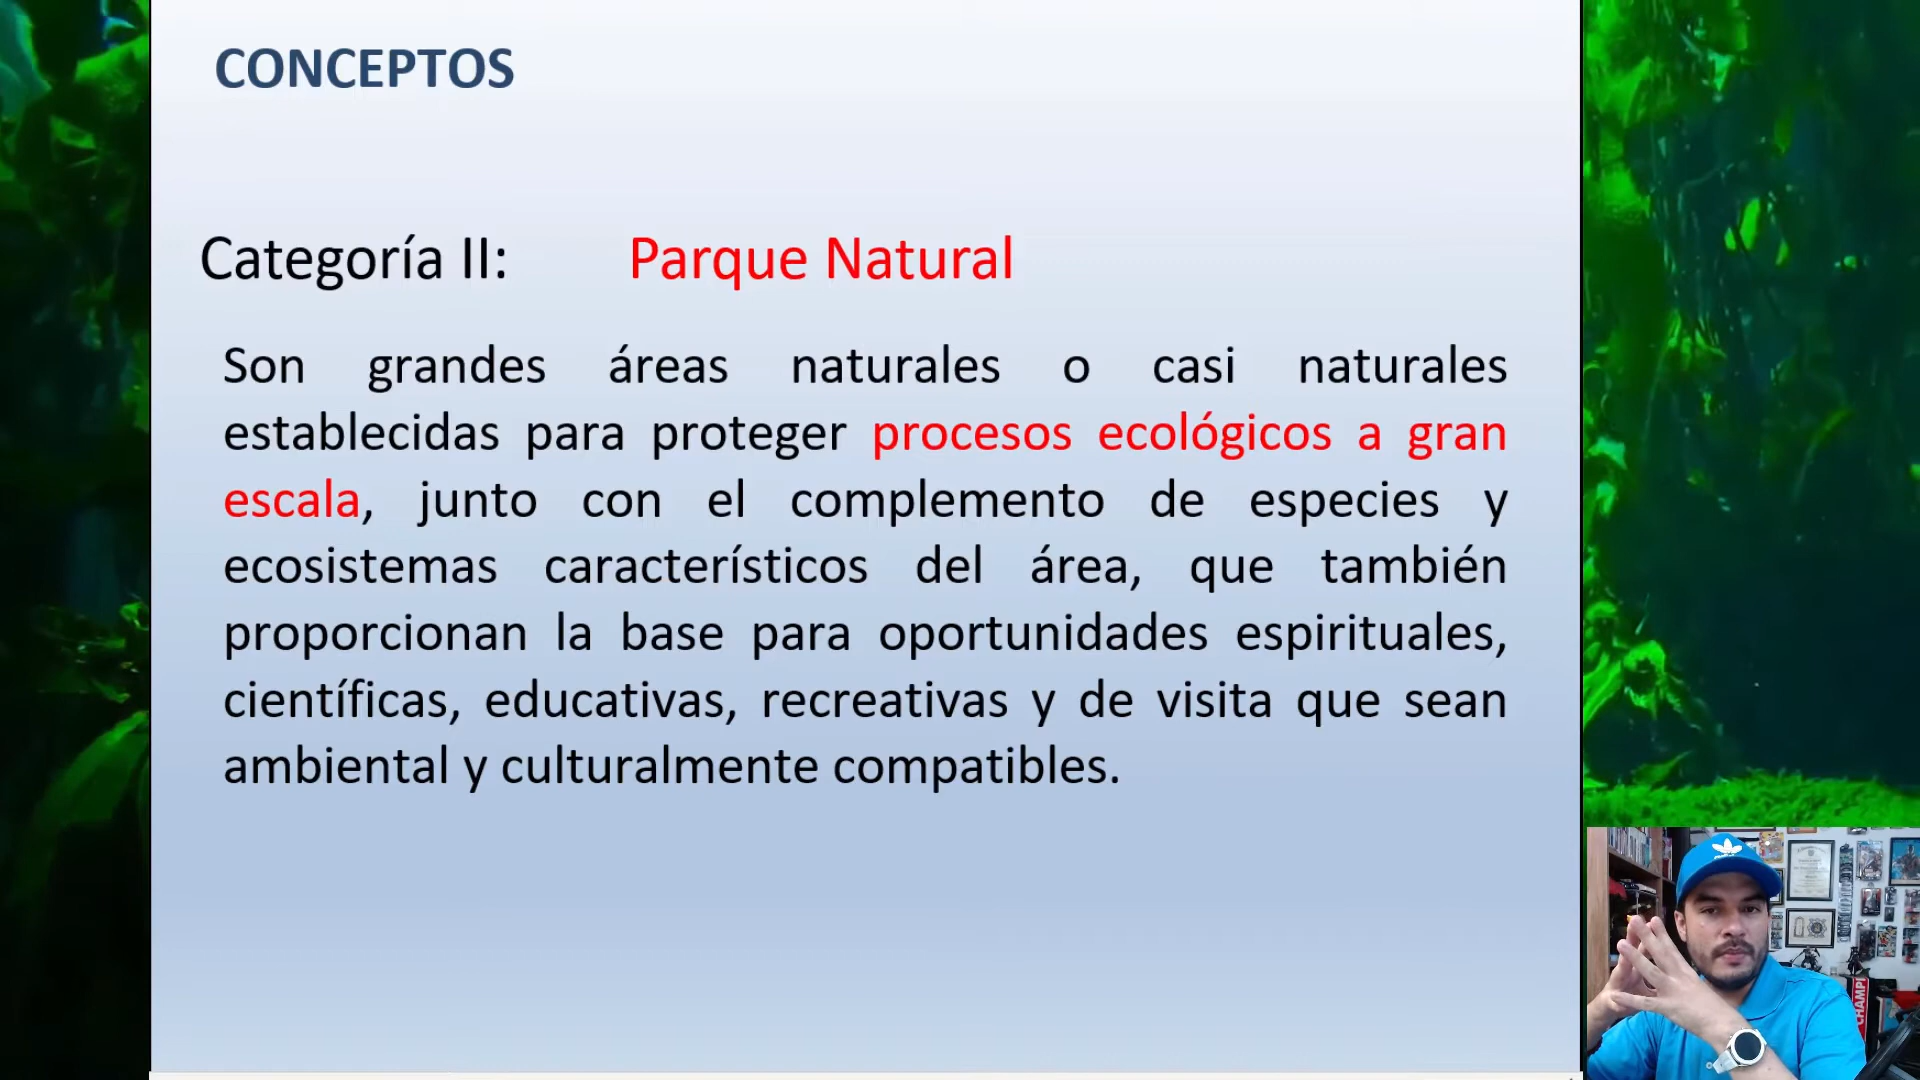 CONCEPTOS
Categoría II: Parque Natural
Son grandes áreas naturales o casi naturales
establecidas para proteger procesos ecológicos a gran
escala, junto con el complemento de especies y
ecosistemas característicos del área, que también
proporcionan la base para oportunidades espirituales,
científicas, educativas, recreativas y de visita que sean
ambiental y culturalmente compatibles.
CHAMPI